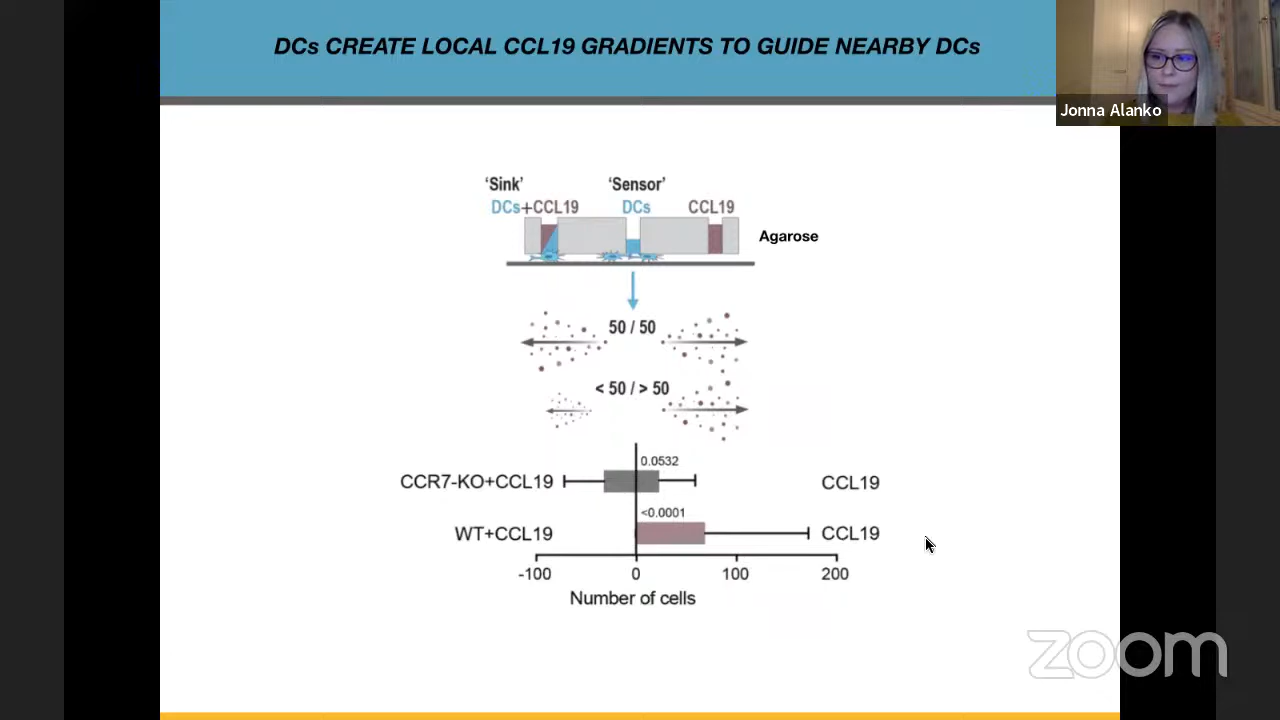 DCs CREATE LOCAL CCL19 GRADIENTS TO GUIDE NEARBY DCs
Jonna Alanko
'Sink' 'Sensor'
DCs+CCL19 DCs CCL19
Agarose
50 / 50
< 50 / > 50
0.0532
CCR7-KO+CCL19 CCL19
<0.0001
WT+CCL19 CCL19
-100 0 100 200
Number of cells
zoom